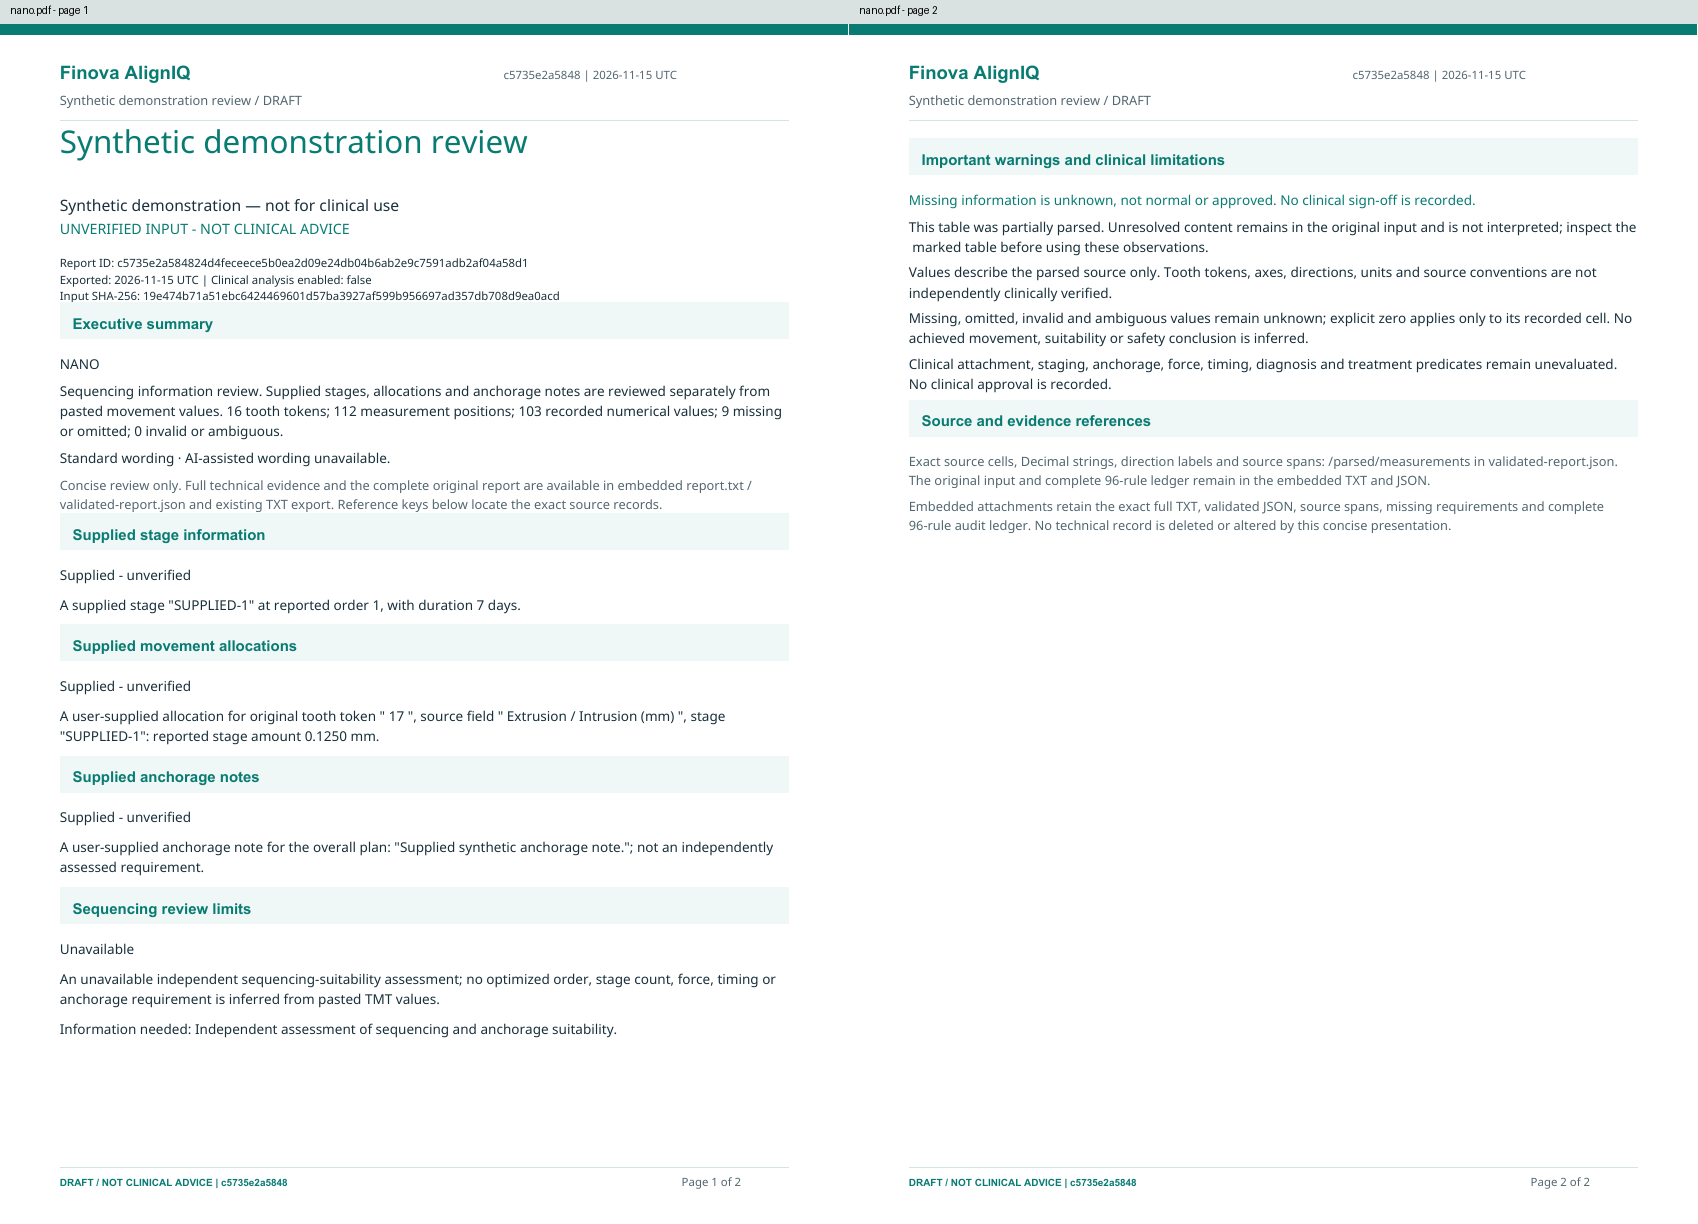 nano.pdf - page 1
Finova AlignIQ
c5735e2a5848 | 2026-11-15 UTC
Synthetic demonstration review / DRAFT
Synthetic demonstration review
Synthetic demonstration — not for clinical use
UNVERIFIED INPUT - NOT CLINICAL ADVICE
Report ID: c5735e2a584824d4feceece5b0ea2d09e24db04b6ab2e9c7591adb2af04a58d1
Exported: 2026-11-15 UTC | Clinical analysis enabled: false
Input SHA-256: 19e474b71a51ebc6424469601d57ba3927af599b956697ad357db708d9ea0acd
Executive summary
NANO
Sequencing information review. Supplied stages, allocations and anchorage notes are reviewed separately from
pasted movement values. 16 tooth tokens; 112 measurement positions; 103 recorded numerical values; 9 missing
or omitted; 0 invalid or ambiguous.
Standard wording · AI-assisted wording unavailable.
Concise review only. Full technical evidence and the complete original report are available in embedded report.txt /
validated-report.json and existing TXT export. Reference keys below locate the exact source records.
Supplied stage information
Supplied - unverified
A supplied stage "SUPPLIED-1" at reported order 1, with duration 7 days.
Supplied movement allocations
Supplied - unverified
A user-supplied allocation for original tooth token " 17 ", source field " Extrusion / Intrusion (mm) ", stage
"SUPPLIED-1": reported stage amount 0.1250 mm.
Supplied anchorage notes
Supplied - unverified
A user-supplied anchorage note for the overall plan: "Supplied synthetic anchorage note."; not an independently
assessed requirement.
Sequencing review limits
Unavailable
An unavailable independent sequencing-suitability assessment; no optimized order, stage count, force, timing or
anchorage requirement is inferred from pasted TMT values.
Information needed: Independent assessment of sequencing and anchorage suitability.
DRAFT / NOT CLINICAL ADVICE | c5735e2a5848
Page 1 of 2
nano.pdf - page 2
Finova AlignIQ
c5735e2a5848 | 2026-11-15 UTC
Synthetic demonstration review / DRAFT
Important warnings and clinical limitations
Missing information is unknown, not normal or approved. No clinical sign-off is recorded.
This table was partially parsed. Unresolved content remains in the original input and is not interpreted; inspect the
marked table before using these observations.
Values describe the parsed source only. Tooth tokens, axes, directions, units and source conventions are not
independently clinically verified.
Missing, omitted, invalid and ambiguous values remain unknown; explicit zero applies only to its recorded cell. No
achieved movement, suitability or safety conclusion is inferred.
Clinical attachment, staging, anchorage, force, timing, diagnosis and treatment predicates remain unevaluated.
No clinical approval is recorded.
Source and evidence references
Exact source cells, Decimal strings, direction labels and source spans: /parsed/measurements in validated-report.json.
The original input and complete 96-rule ledger remain in the embedded TXT and JSON.
Embedded attachments retain the exact full TXT, validated JSON, source spans, missing requirements and complete
96-rule audit ledger. No technical record is deleted or altered by this concise presentation.
DRAFT / NOT CLINICAL ADVICE | c5735e2a5848
Page 2 of 2